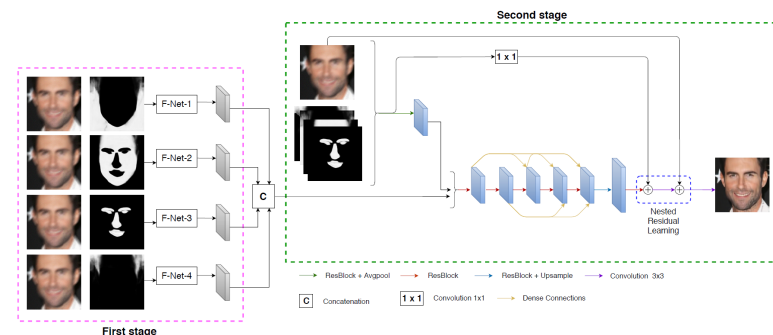 Second stage
1 x 1
F-Net-1
F-Net-2
C
F-Net-3
Nested
Residual
Learning
F-Net-4
ResBlock + Avgpool
ResBlock
ResBlock + Upsample
Convolution 3x3
C
Concatenation
1 x 1
Convolution 1x1
Dense Connections
First stage